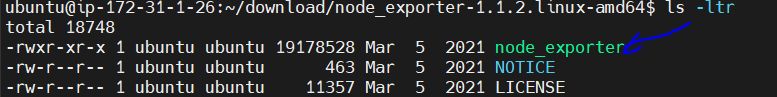 ubuntu@ip-172-31-1-26:~/download/node_exporter-1.1.2.linux-amd64$ ls -ltr
total 18748
-rwxr-xr-x 1 ubuntu ubuntu 19178528 Mar  5  2021 node_exporter
-rw-r--r-- 1 ubuntu ubuntu      463 Mar  5  2021 NOTICE
-rw-r--r-- 1 ubuntu ubuntu    11357 Mar  5  2021 LICENSE